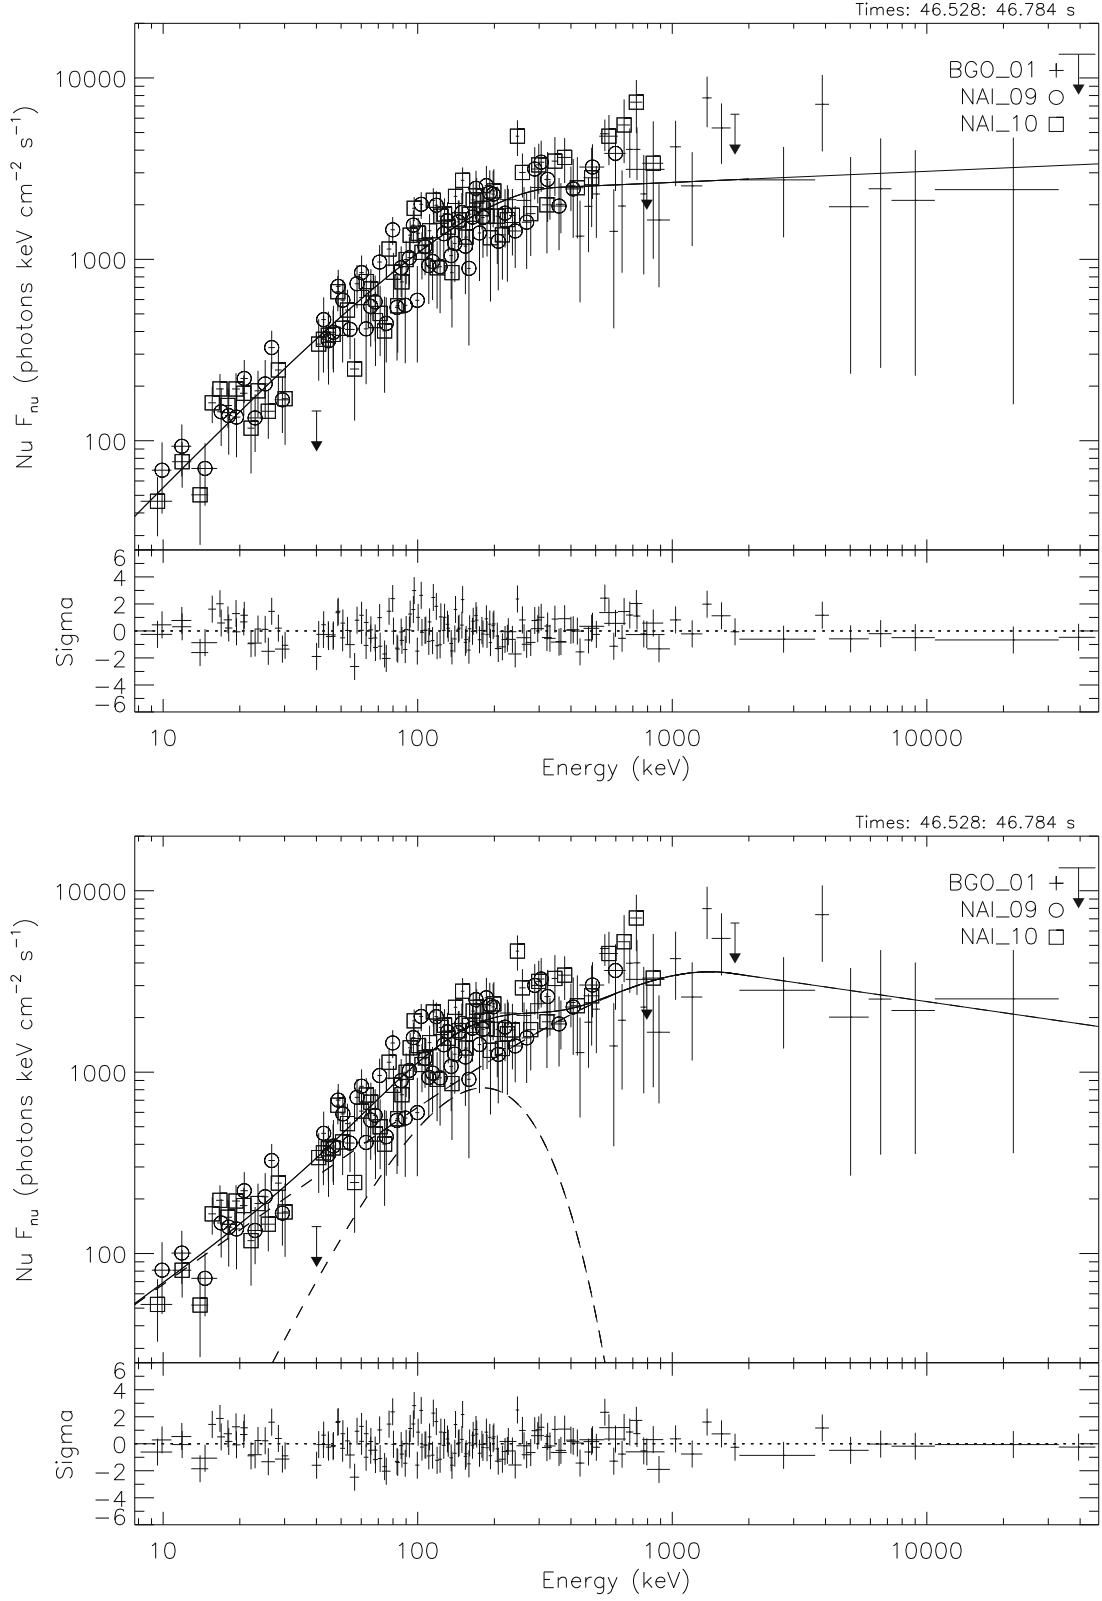 Times: 46.528: 46.784 s
BGO_01 +
NAI_09 ○
NAI_10 □
10000
1000
100
Nu Fnu (photons keV cm−2 s−1)
6
4
2
0
−2
−4
−6
Sigma
10 100 1000 10000
Energy (keV)
Times: 46.528: 46.784 s
BGO_01 +
NAI_09 ○
NAI_10 □
10000
1000
100
Nu Fnu (photons keV cm−2 s−1)
6
4
2
0
−2
−4
−6
Sigma
10 100 1000 10000
Energy (keV)